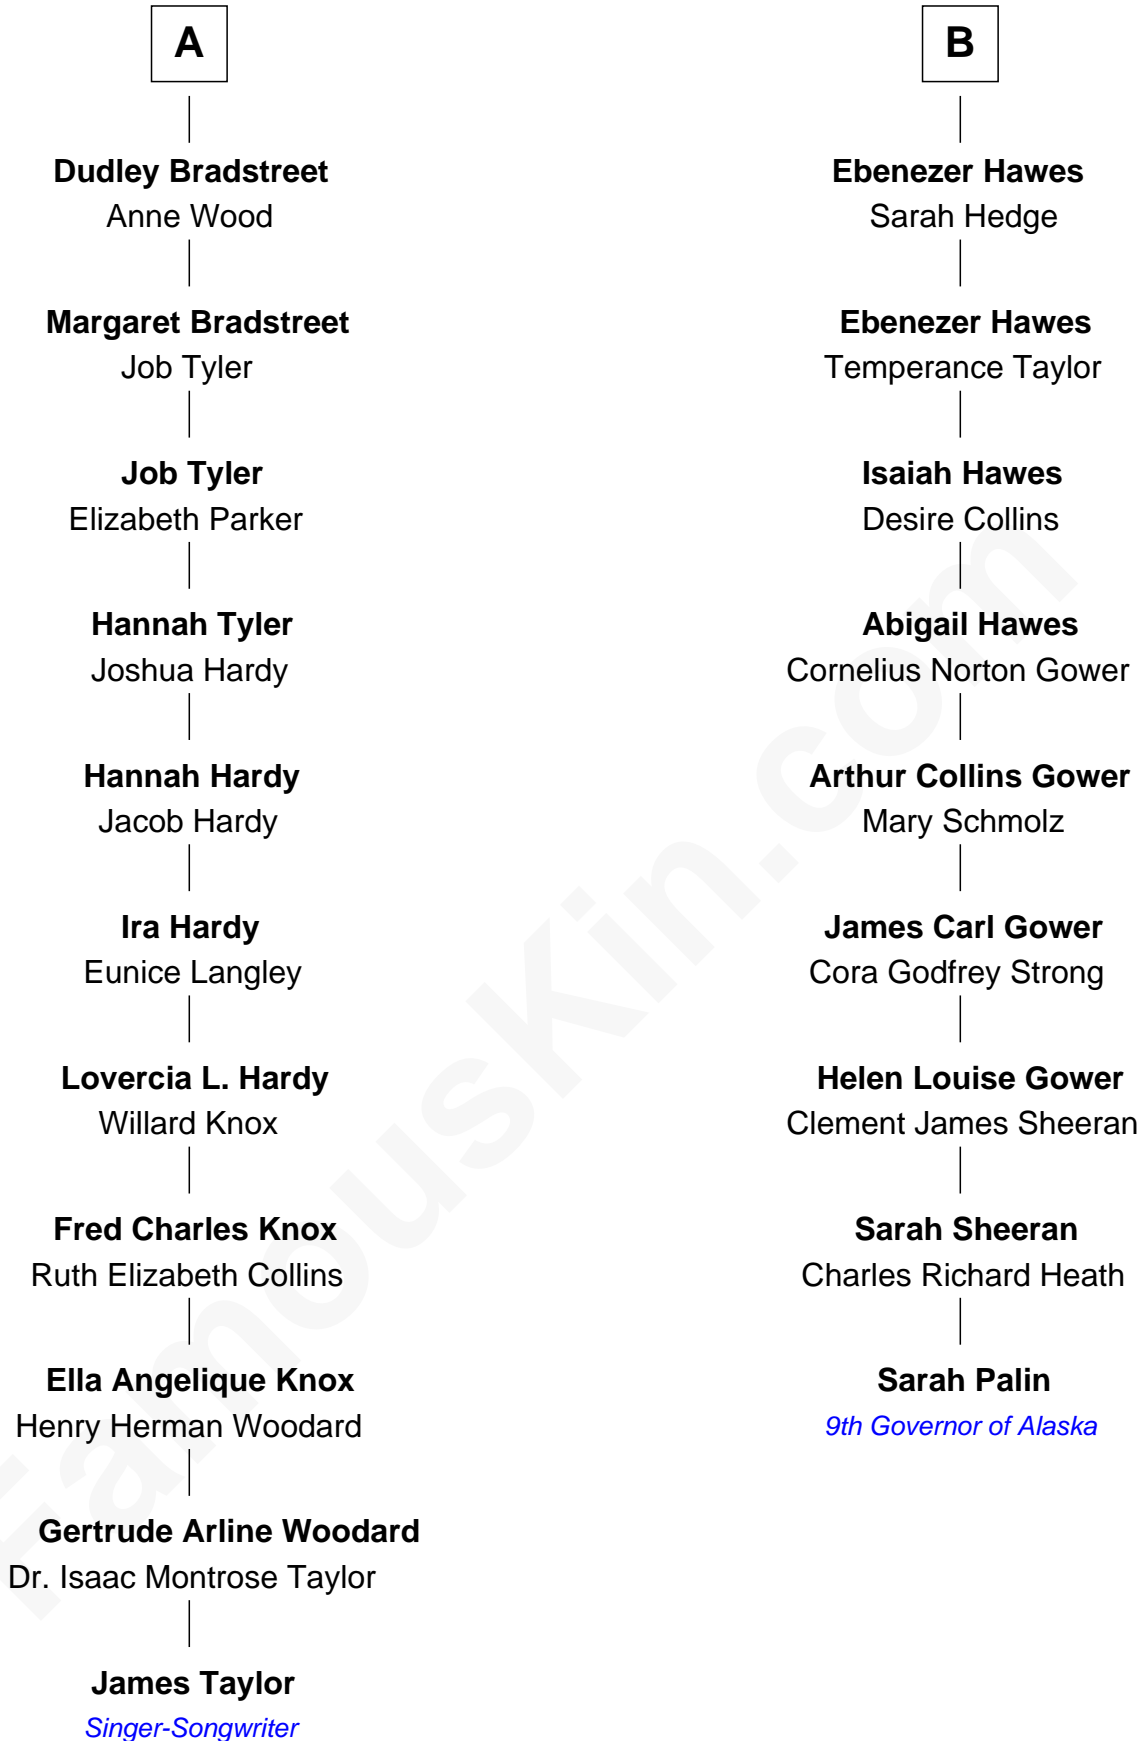 A
Dudley Bradstreet
Anne Wood
Margaret Bradstreet
Job Tyler
Job Tyler
Elizabeth Parker
Hannah Tyler
Joshua Hardy
Hannah Hardy
Jacob Hardy
Ira Hardy
Eunice Langley
Lovercia L. Hardy
Willard Knox
Fred Charles Knox
Ruth Elizabeth Collins
Ella Angelique Knox
Henry Herman Woodard
Gertrude Arline Woodard
Dr. Isaac Montrose Taylor
James Taylor
Singer-Songwriter
B
Ebenezer Hawes
Sarah Hedge
Ebenezer Hawes
Temperance Taylor
Isaiah Hawes
Desire Collins
Abigail Hawes
Cornelius Norton Gower
Arthur Collins Gower
Mary Schmolz
James Carl Gower
Cora Godfrey Strong
Helen Louise Gower
Clement James Sheeran
Sarah Sheeran
Charles Richard Heath
Sarah Palin
9th Governor of Alaska
FamousKin.com